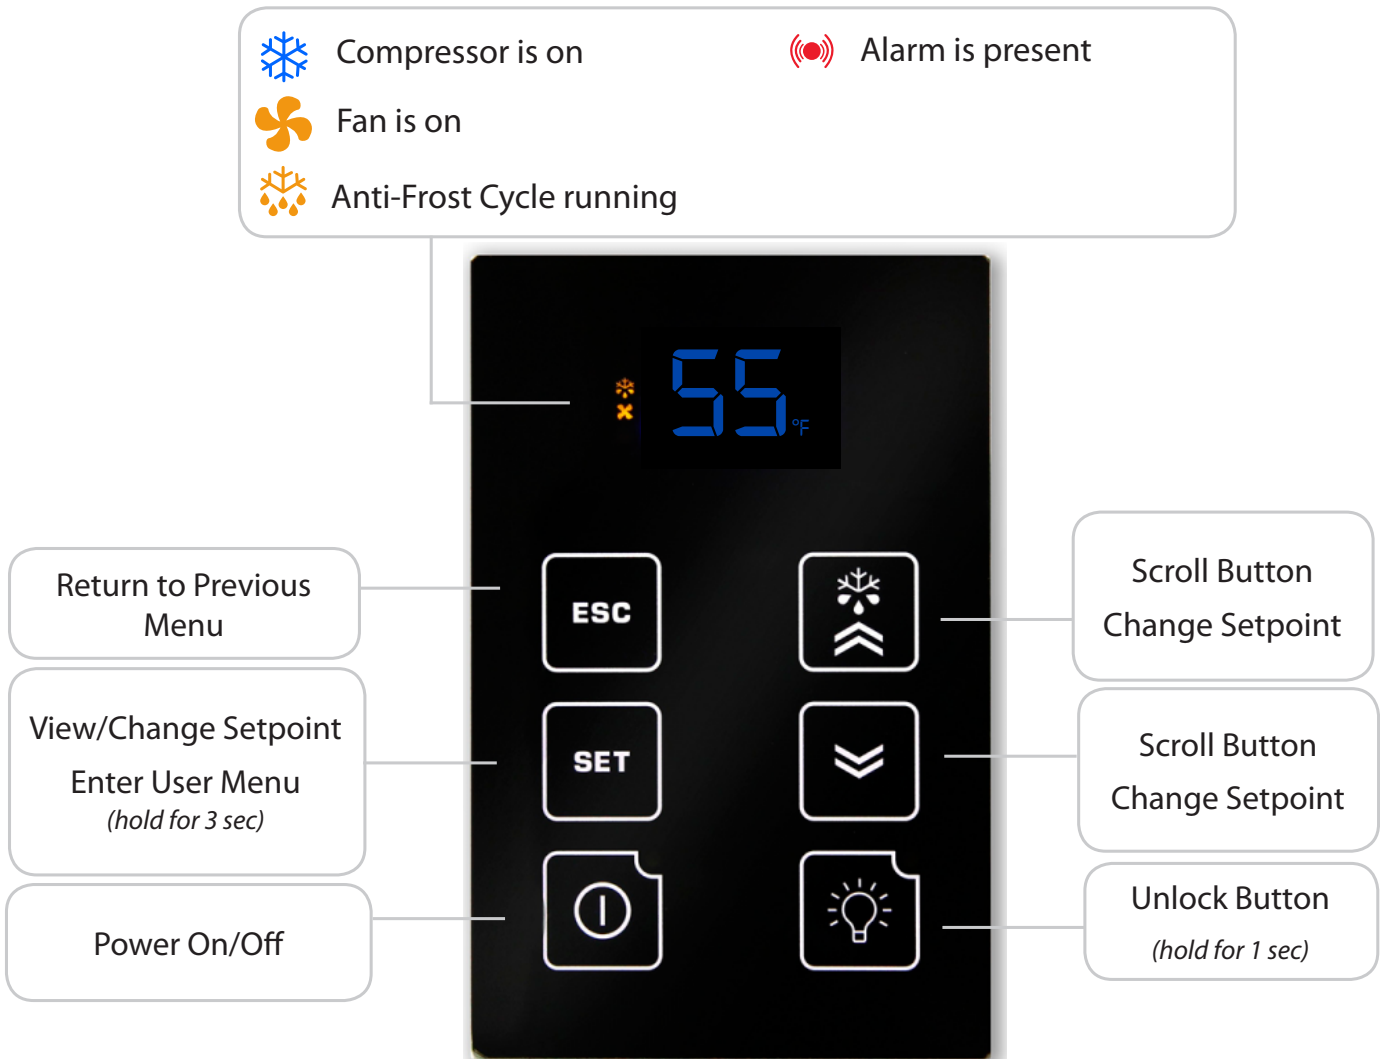 Compressor is on
Alarm is present
Fan is on
Anti-Frost Cycle running
55 °F
Return to Previous
Menu
ESC
Scroll Button
Change Setpoint
View/Change Setpoint
Enter User Menu
(hold for 3 sec)
SET
Scroll Button
Change Setpoint
Power On/Off
Unlock Button
(hold for 1 sec)